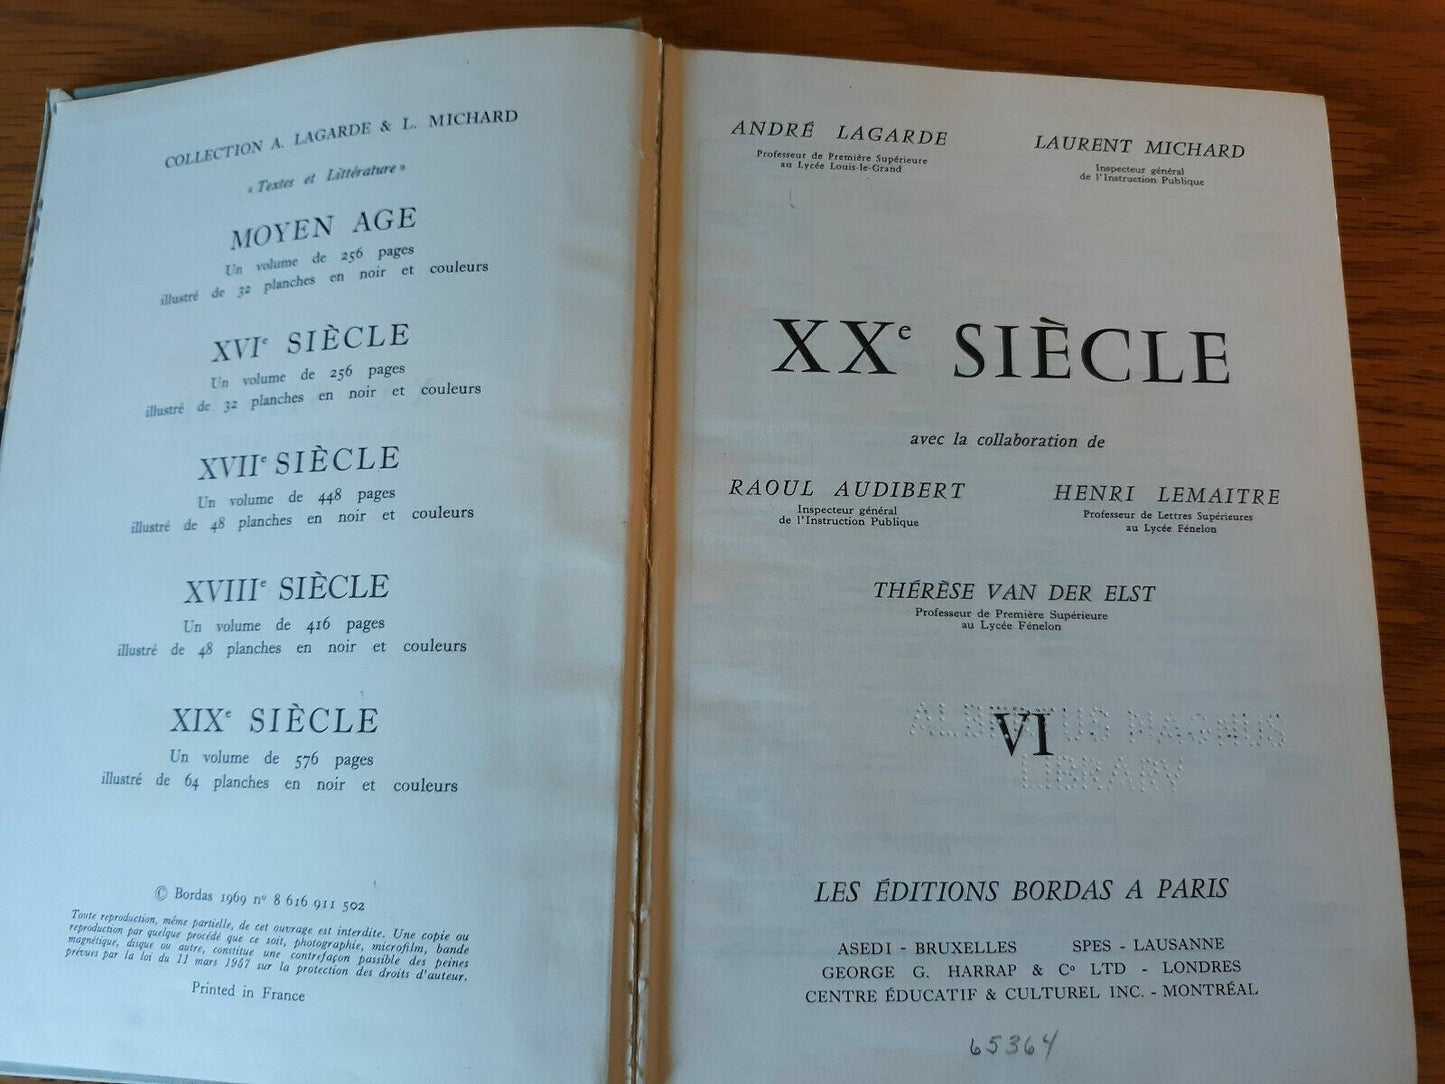 COLLECTION A. LAGARDE & L. MICHARD
« Textes et Littérature »
MOYEN AGE
Un volume de 256 pages
illustré de 32 planches en noir et couleurs
XVIe SIÈCLE
Un volume de 256 pages
illustré de 32 planches en noir et couleurs
XVIIe SIÈCLE
Un volume de 448 pages
illustré de 48 planches en noir et couleurs
XVIIIe SIÈCLE
Un volume de 416 pages
illustré de 48 planches en noir et couleurs
XIXe SIÈCLE
Un volume de 576 pages
illustré de 64 planches en noir et couleurs
© Bordas 1969 nº 8 616 911 502
Toute reproduction, même partielle, de cet ouvrage est interdite. Une copie ou
reproduction par quelque procédé que ce soit, photographie, microfilm, bande
magnétique, disque ou autre, constitue une contrefaçon passible des peines
prévues par la loi du 11 mars 1957 sur la protection des droits d'auteur.
Printed in France
ANDRÉ LAGARDE
Professeur de Première Supérieure
au Lycée Louis-le-Grand
LAURENT MICHARD
Inspecteur général
de l'Instruction Publique
XXe SIÈCLE
avec la collaboration de
RAOUL AUDIBERT
Inspecteur général
de l'Instruction Publique
HENRI LEMAITRE
Professeur de Lettres Supérieures
au Lycée Fénelon
THÉRÈSE VAN DER ELST
Professeur de Première Supérieure
au Lycée Fénelon
VI
ALBERTUS MAGNUS
LIBRARY
LES ÉDITIONS BORDAS A PARIS
ASEDI - BRUXELLES SPES - LAUSANNE
GEORGE G. HARRAP & Co LTD - LONDRES
CENTRE ÉDUCATIF & CULTUREL INC. - MONTRÉAL
65364